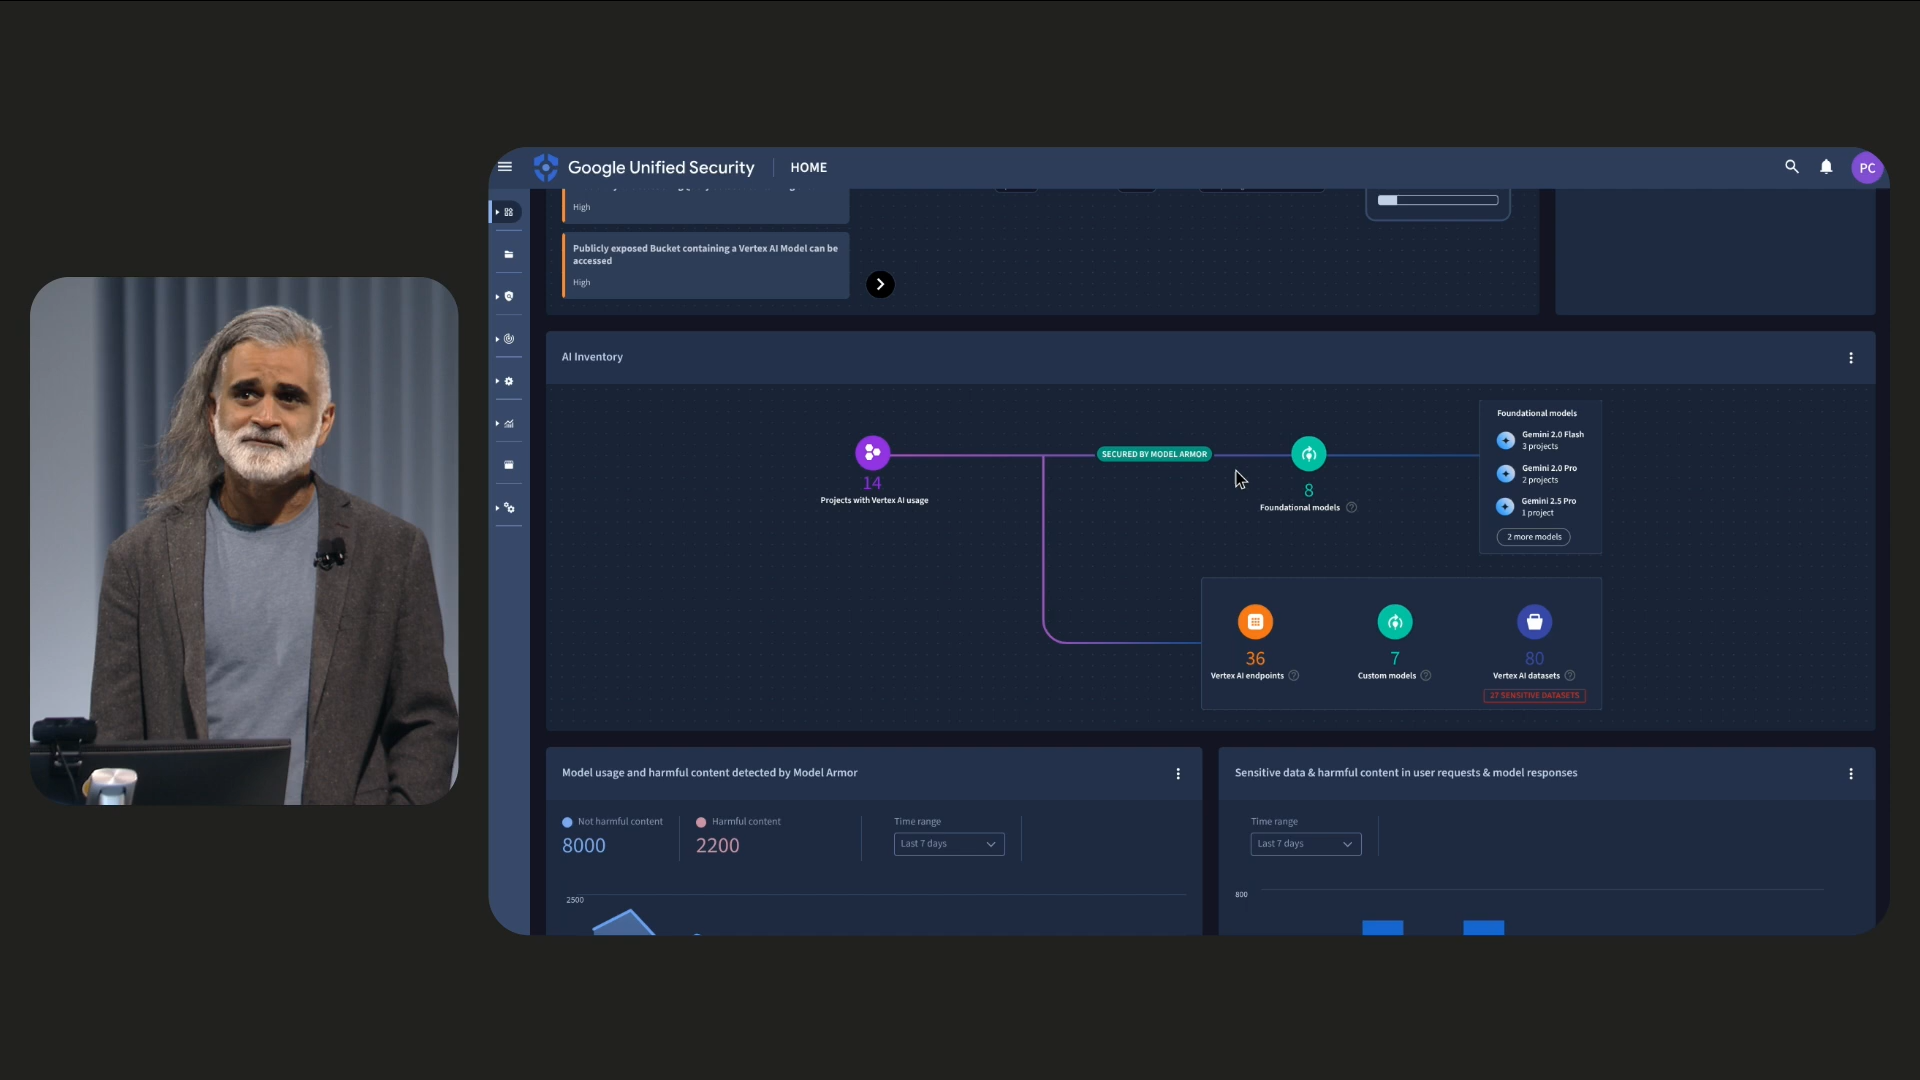 Google Unified Security
HOME
PC
High
Publicly exposed Bucket containing a Vertex AI Model can be
accessed
High
AI Inventory
14
Projects with Vertex AI usage
SECURED BY MODEL ARMOR
8
Foundational models
Foundational models
Gemini 2.0 Flash
3 projects
Gemini 2.0 Pro
2 projects
Gemini 2.5 Pro
1 project
2 more models
36
Vertex AI endpoints
7
Custom models
80
Vertex AI datasets
27 SENSITIVE DATASETS
Model usage and harmful content detected by Model Armor
Not harmful content
8000
Harmful content
2200
Time range
Last 7 days
2500
Sensitive data & harmful content in user requests & model responses
Time range
Last 7 days
800